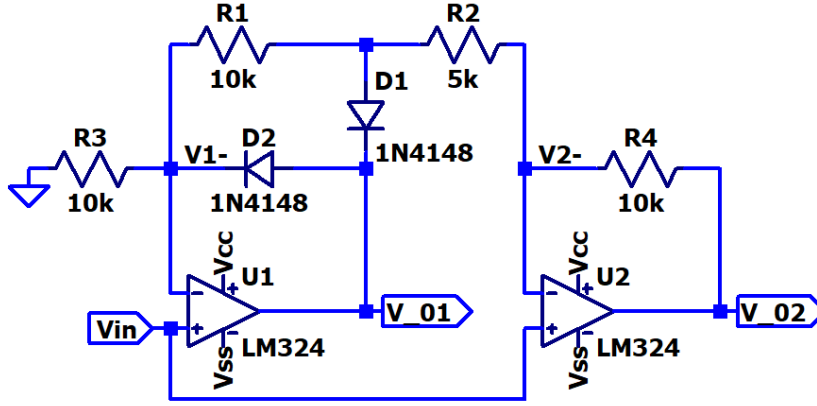 R1
R2
10k
D1
5k
R3
V1-
D2
1N4148
V2-
R4
10k
1N4148
10k
Vcc
U1
Vcc
U2
Vin
V_01
V_02
Vss
LM324
Vss
LM324